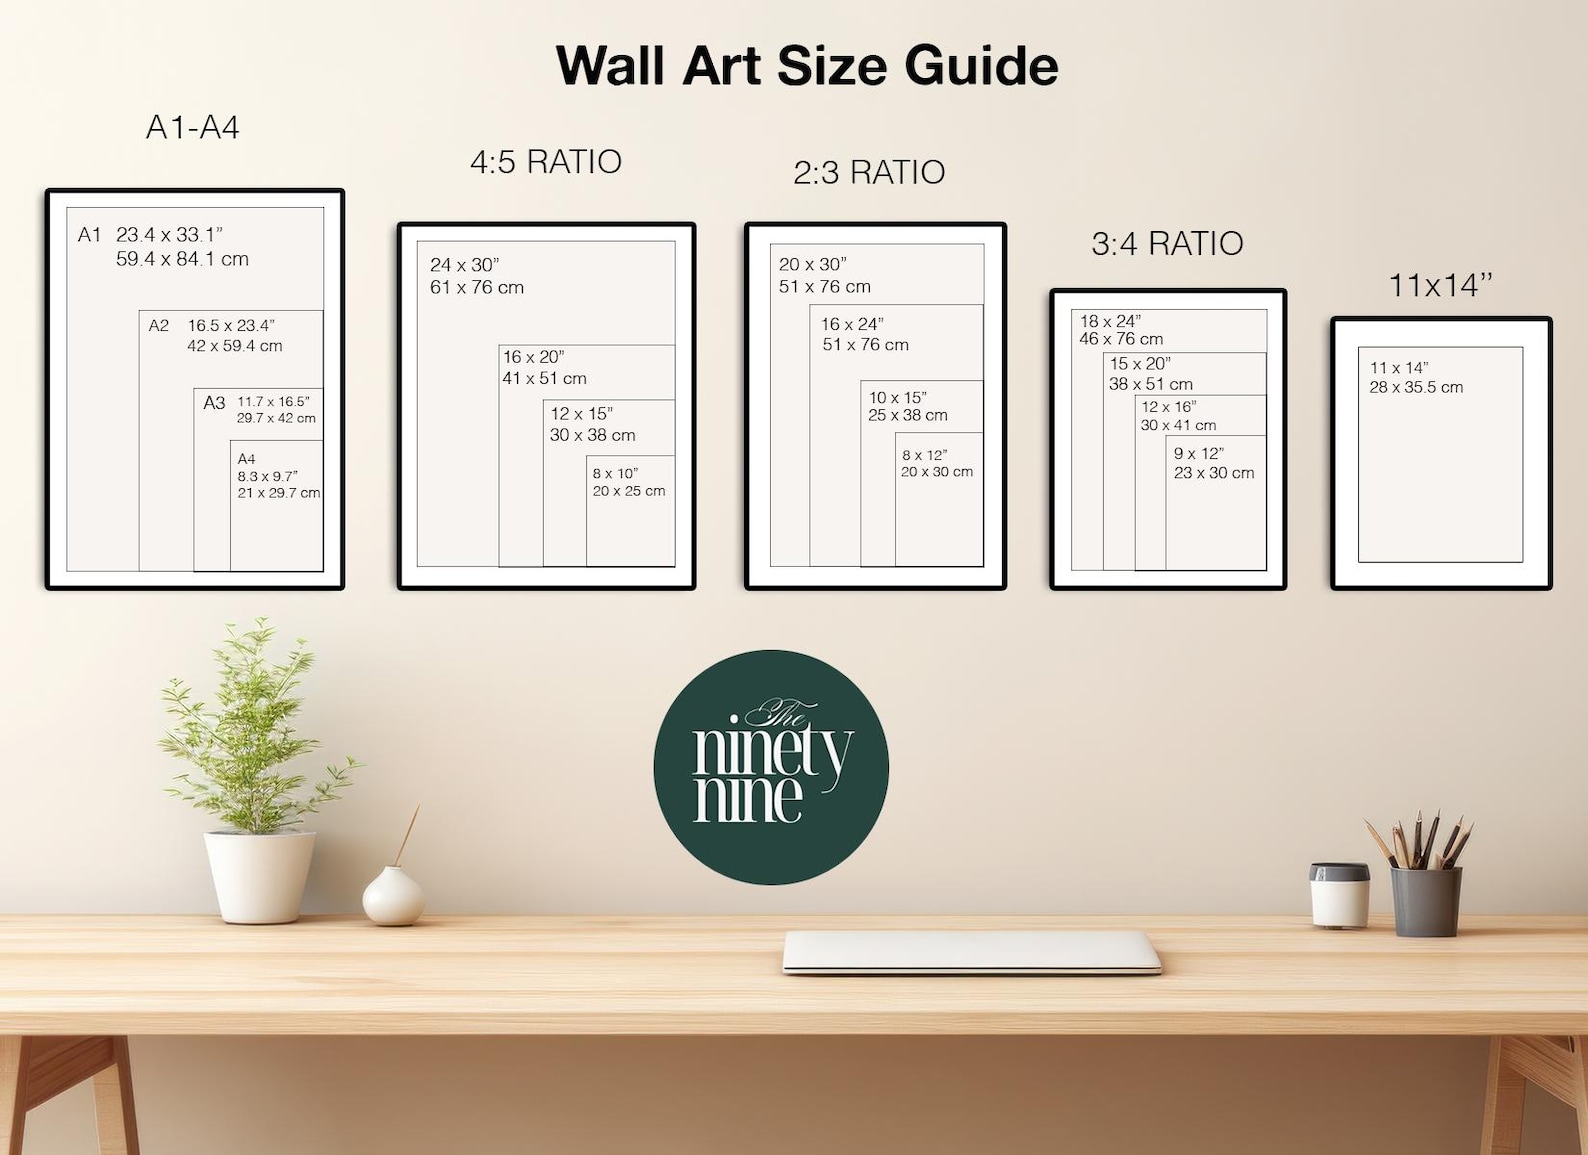 Wall Art Size Guide
A1-A4
A1 23.4 x 33.1”
59.4 x 84.1 cm
A2 16.5 x 23.4”
42 x 59.4 cm
A3 11.7 x 16.5”
29.7 x 42 cm
A4
8.3 x 9.7”
21 x 29.7 cm
4:5 RATIO
24 x 30”
61 x 76 cm
16 x 20”
41 x 51 cm
12 x 15”
30 x 38 cm
8 x 10”
20 x 25 cm
2:3 RATIO
20 x 30”
51 x 76 cm
16 x 24”
51 x 76 cm
10 x 15”
25 x 38 cm
8 x 12”
20 x 30 cm
3:4 RATIO
18 x 24”
46 x 76 cm
15 x 20”
38 x 51 cm
12 x 16”
30 x 41 cm
9 x 12”
23 x 30 cm
11x14”
11 x 14”
28 x 35.5 cm
The
ninety
nine